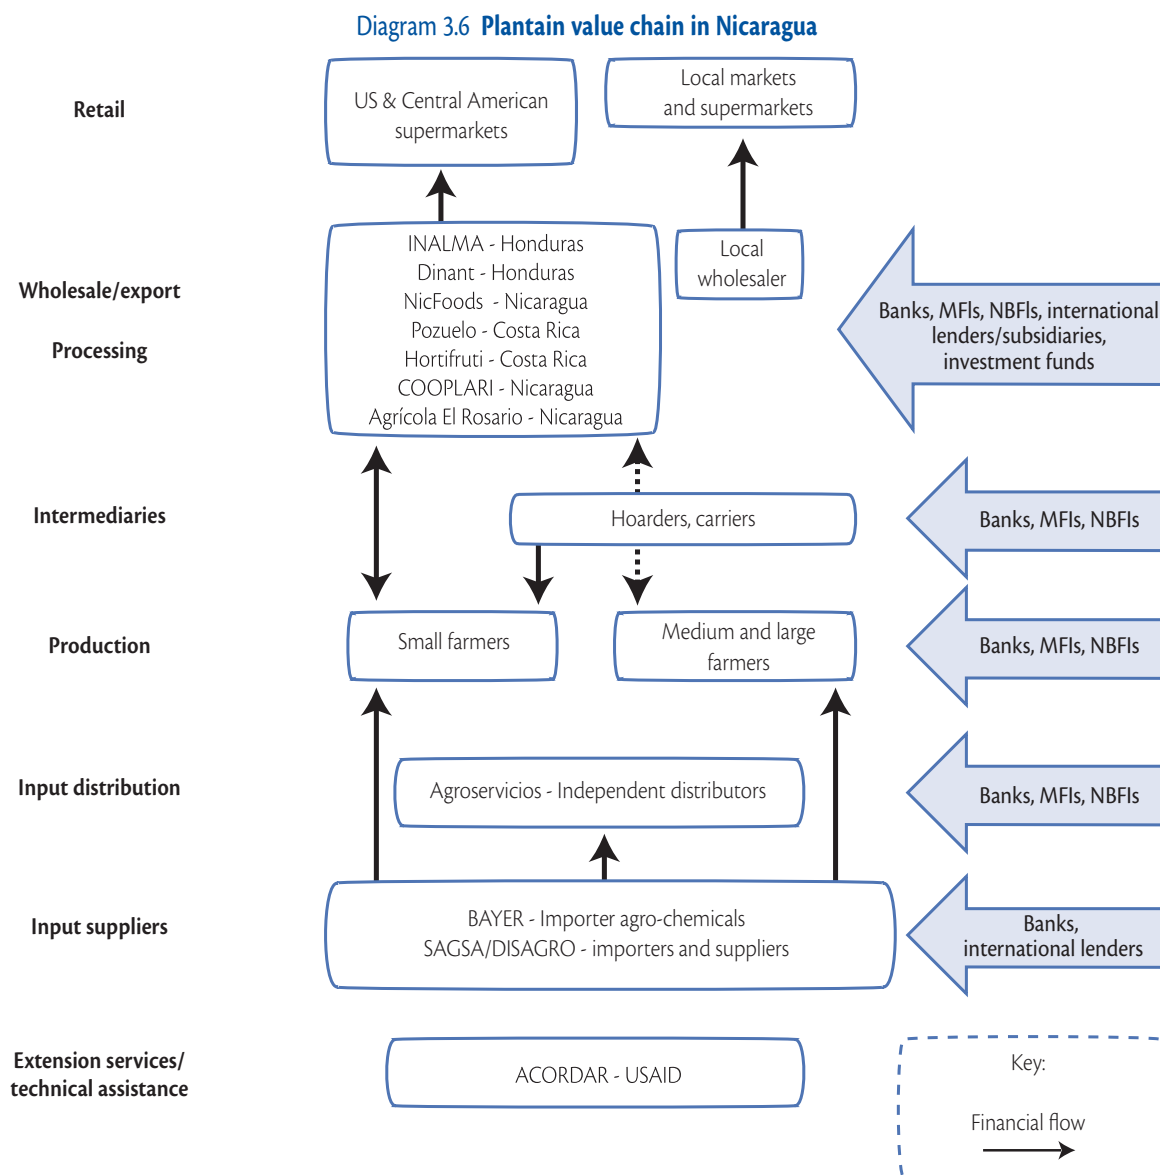 Diagram 3.6 Plantain value chain in Nicaragua
Retail
US & Central American
supermarkets
Local markets
and supermarkets
Wholesale/export
Processing
INALMA - Honduras
Dinant - Honduras
NicFoods - Nicaragua
Pozuelo - Costa Rica
Hortifruti - Costa Rica
COOPLARI - Nicaragua
Agrícola El Rosario - Nicaragua
Local
wholesaler
Banks, MFIs, NBFIs, international
lenders/subsidiaries,
investment funds
Intermediaries
Hoarders, carriers
Banks, MFIs, NBFIs
Production
Small farmers
Medium and large
farmers
Banks, MFIs, NBFIs
Input distribution
Agroservicios - Independent distributors
Banks, MFIs, NBFIs
Input suppliers
BAYER - Importer agro-chemicals
SAGSA/DISAGRO - importers and suppliers
Banks,
international lenders
Extension services/
technical assistance
ACORDAR - USAID
Key:
Financial flow